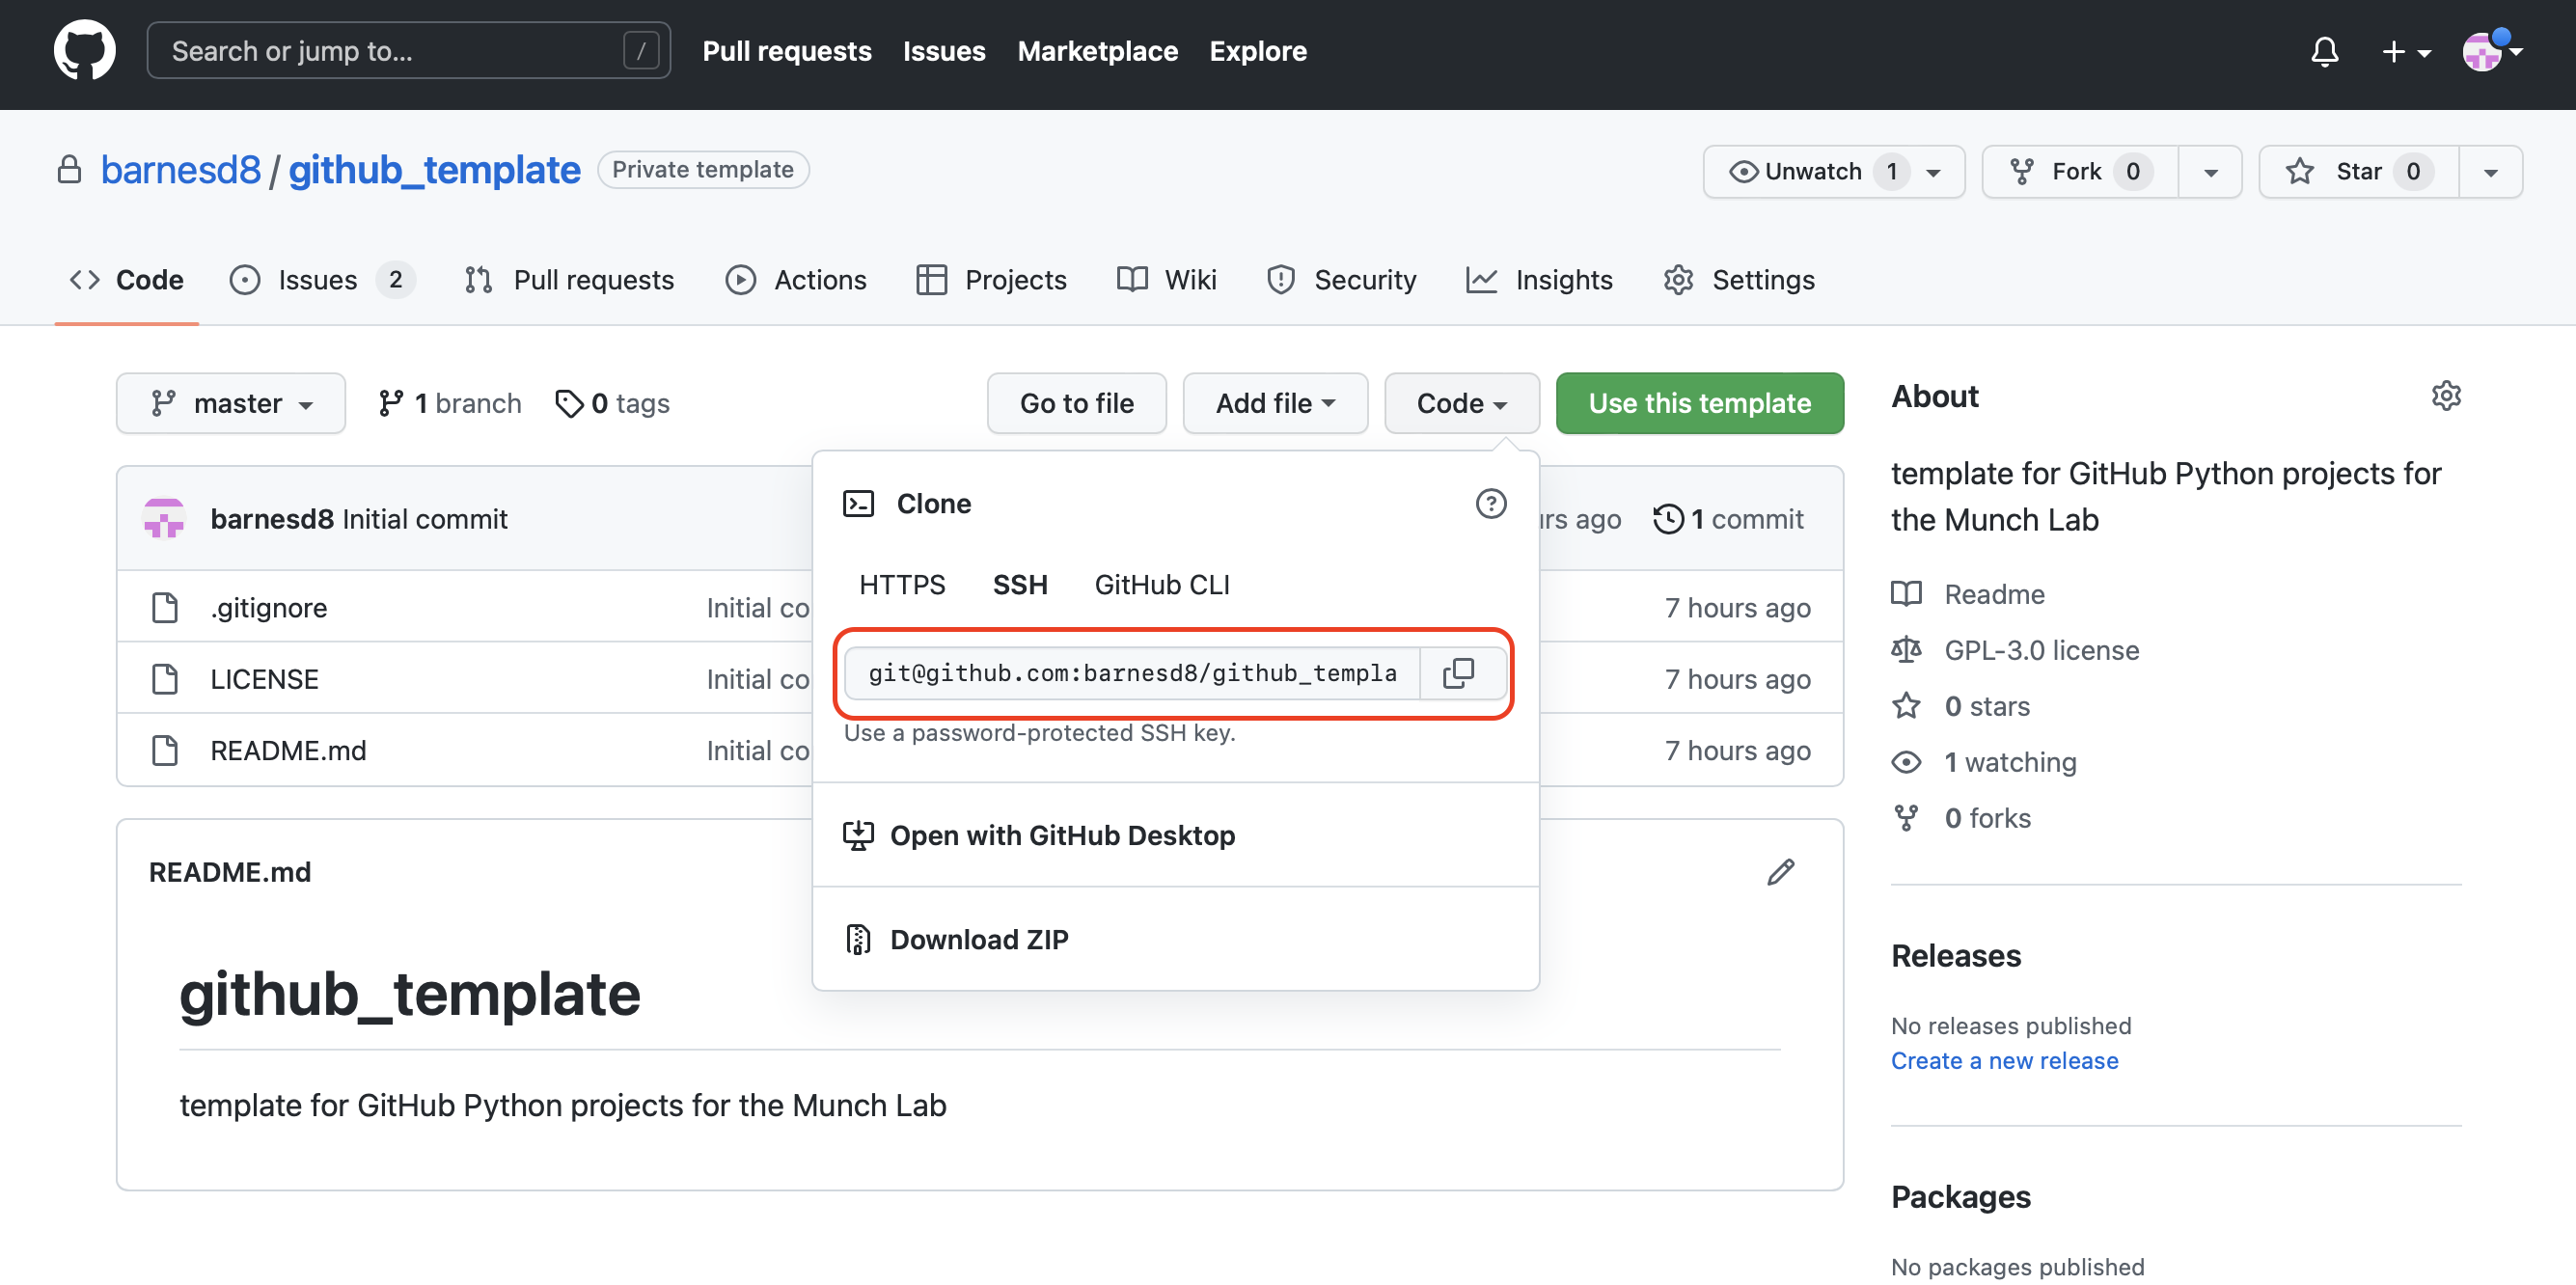 Search or jump to... / Pull requests Issues Marketplace Explore
barnesd8 / github_template Private template
Unwatch 1 Fork 0 Star 0
Code Issues 2 Pull requests Actions Projects Wiki Security Insights Settings
master 1 branch 0 tags Go to file Add file Code Use this template
barnesd8 Initial commit ago 1 commit
.gitignore Initial 7 hours ago
LICENSE Initial 7 hours ago
README.md Initial 7 hours ago
Clone
HTTPS SSH GitHub CLI
git@github.com:barnesd8/github_templa
Use a password-protected SSH key.
Open with GitHub Desktop
Download ZIP
README.md
github_template
template for GitHub Python projects for the Munch Lab
About
template for GitHub Python projects for
the Munch Lab
Readme
GPL-3.0 license
0 stars
1 watching
0 forks
Releases
No releases published
Create a new release
Packages
No packages published